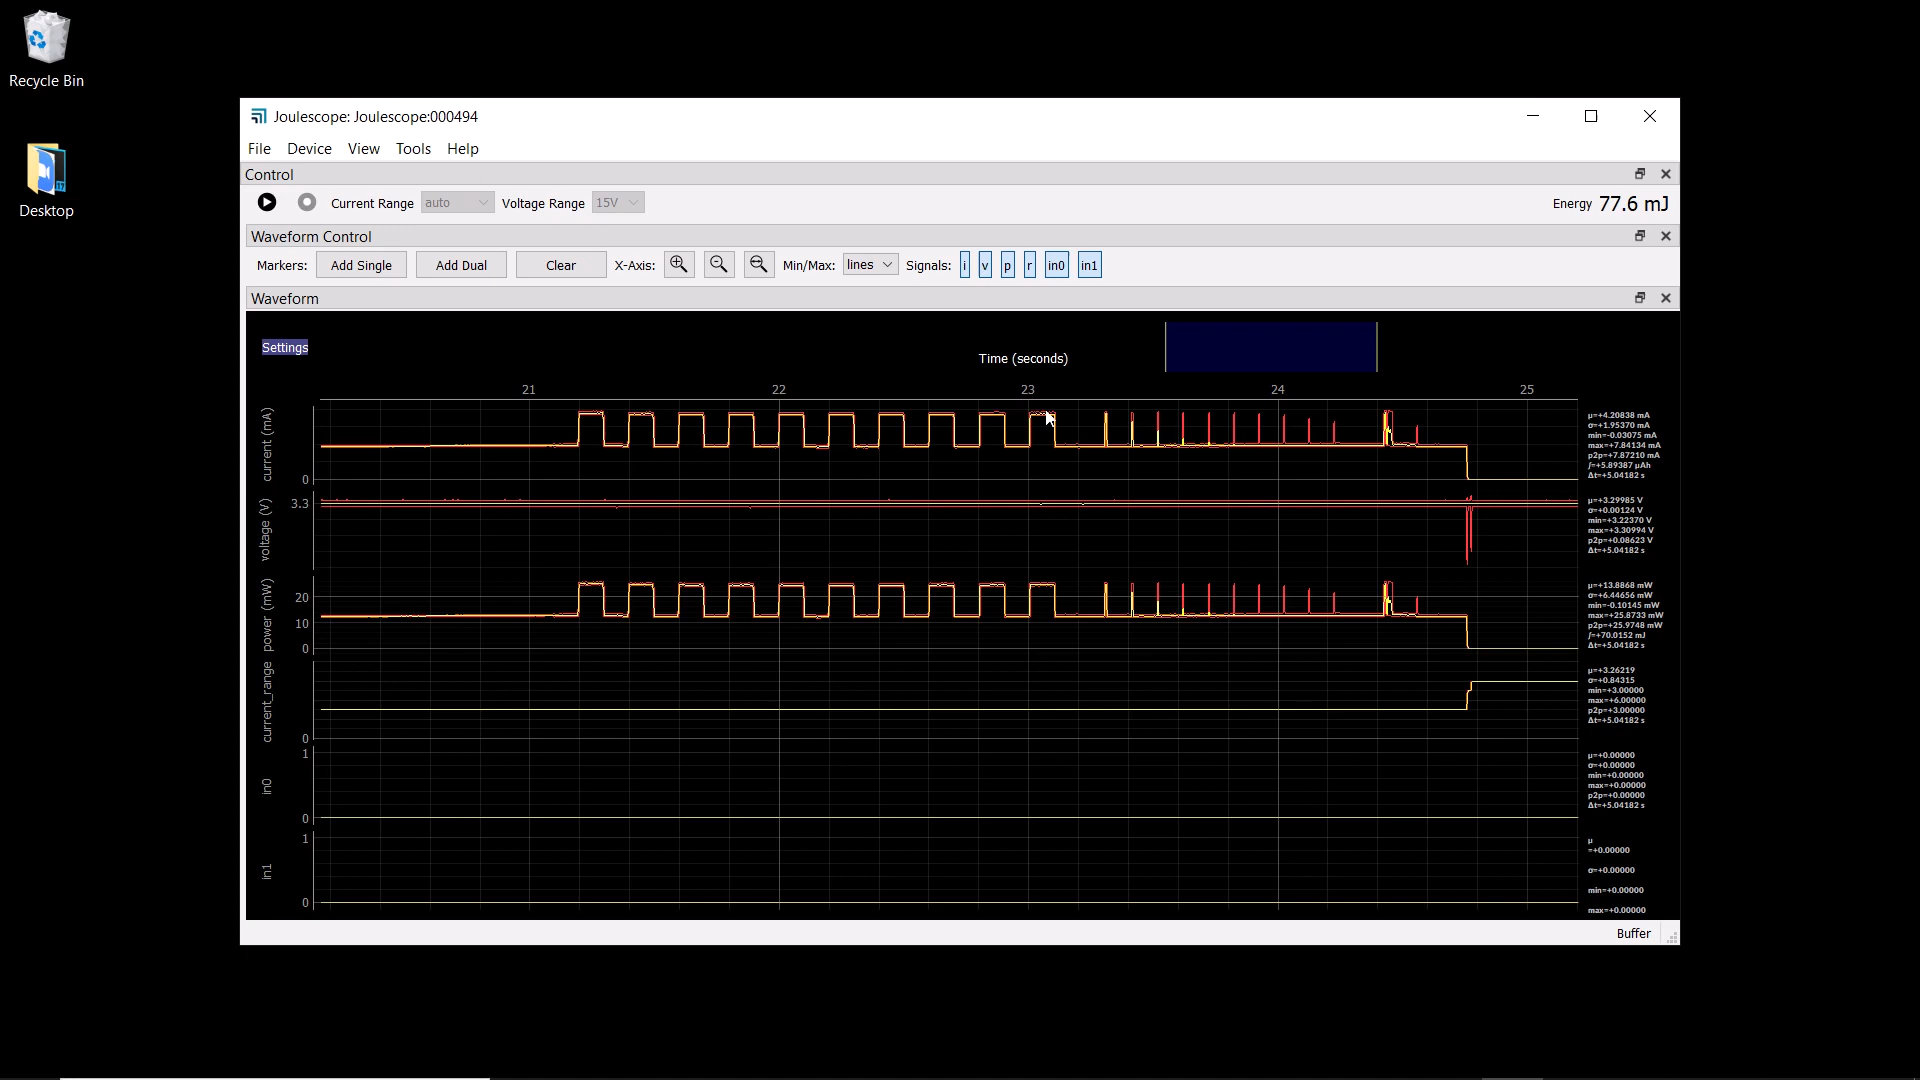 Recycle Bin
Desktop
Joulescope: Joulescope:000494
File Device View Tools Help
Control
Current Range auto Voltage Range 15V Energy 77.6 mJ
Waveform Control
Markers: Add Single Add Dual Clear X-Axis: Min/Max: lines Signals: i v p r in0 in1
Waveform
Settings
Time (seconds)
21 22 23 24 25
current (mA)
0
μ=+4.20838 mA
σ=+1.95370 mA
min=-0.03075 mA
max=+7.84134 mA
p2p=+7.87210 mA
∫=+5.89387 μAh
Δt=+5.04182 s
voltage (V)
3.3
μ=+3.29985 V
σ=+0.00124 V
min=+3.22370 V
max=+3.30994 V
p2p=+0.08623 V
Δt=+5.04182 s
power (mW)
20
10
0
μ=+13.8868 mW
σ=+6.44656 mW
min=-0.10145 mW
max=+25.8733 mW
p2p=+25.9748 mW
∫=+70.0152 mJ
Δt=+5.04182 s
current_range
0
μ=+3.26219
σ=+0.84315
min=+3.00000
max=+6.00000
p2p=+3.00000
Δt=+5.04182 s
in0
1
0
μ=+0.00000
σ=+0.00000
min=+0.00000
max=+0.00000
p2p=+0.00000
Δt=+5.04182 s
in1
1
0
μ
=+0.00000
σ=+0.00000
min=+0.00000
max=+0.00000
Buffer